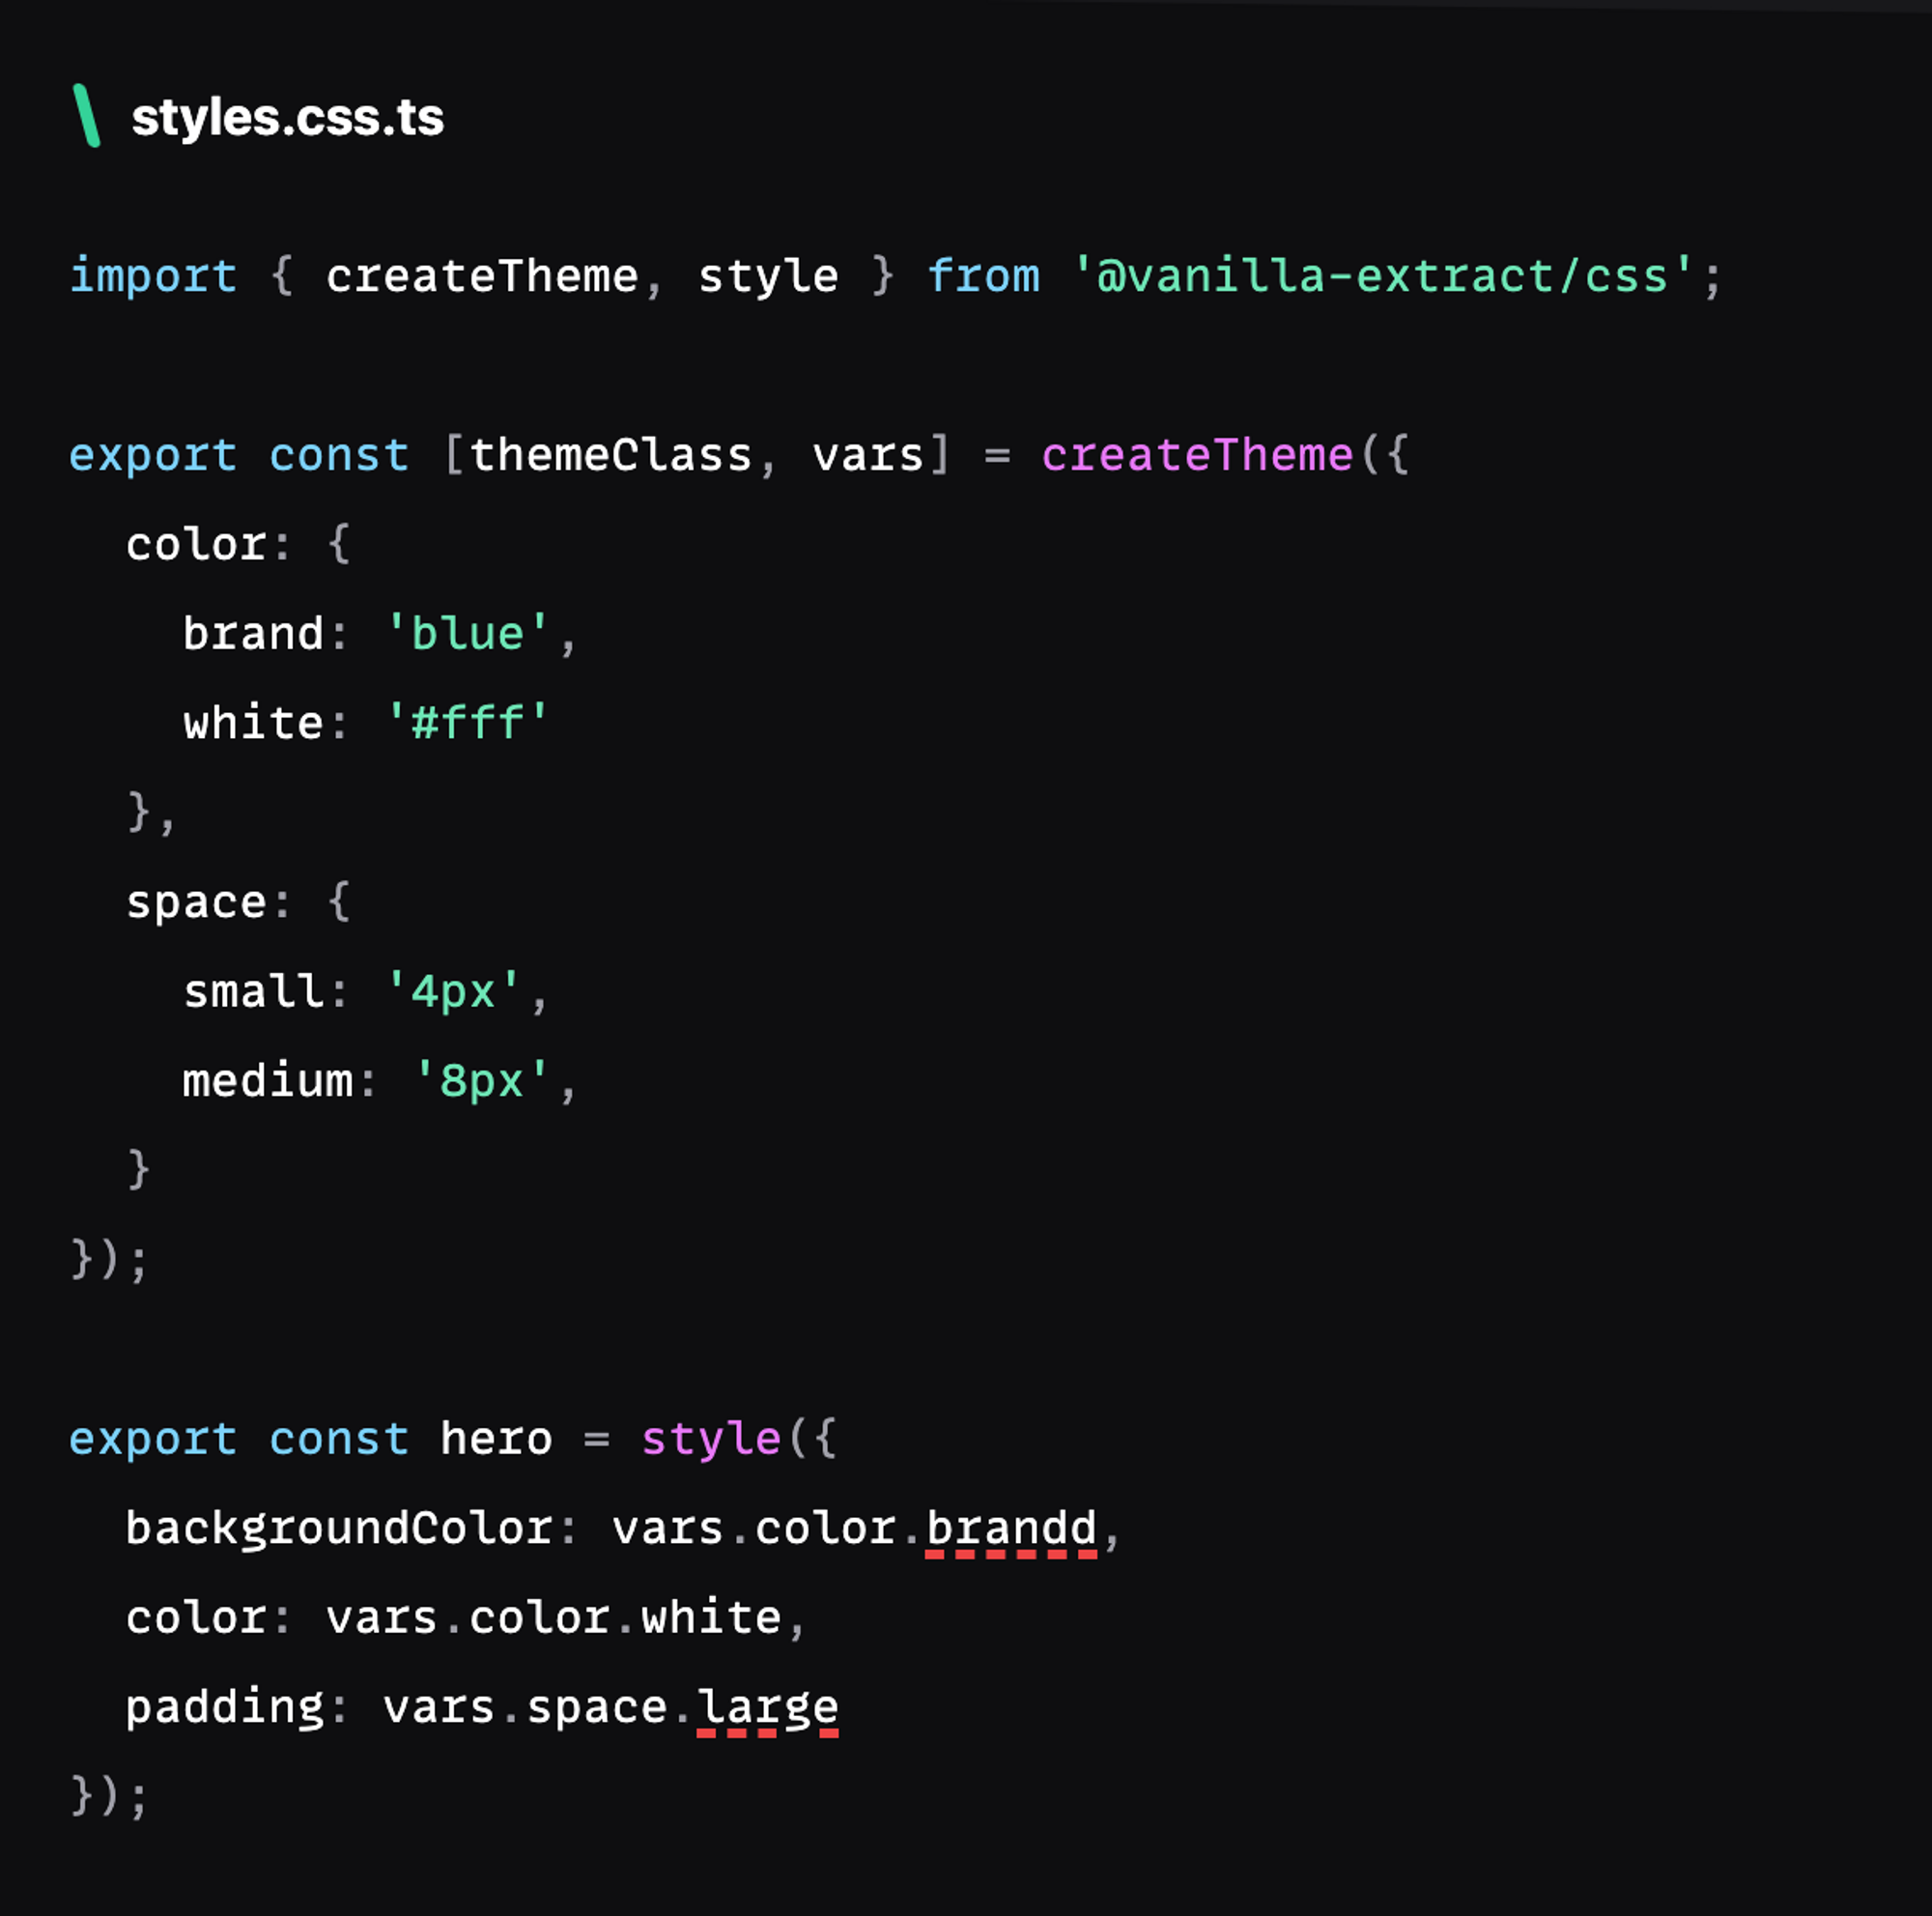 styles.css.ts
import { createTheme, style } from '@vanilla-extract/css';
export const [themeClass, vars] = createTheme({
  color: {
    brand: 'blue',
    white: '#fff'
  },
  space: {
    small: '4px',
    medium: '8px',
  }
});
export const hero = style({
  backgroundColor: vars.color.brandd,
  color: vars.color.white,
  padding: vars.space.large
});